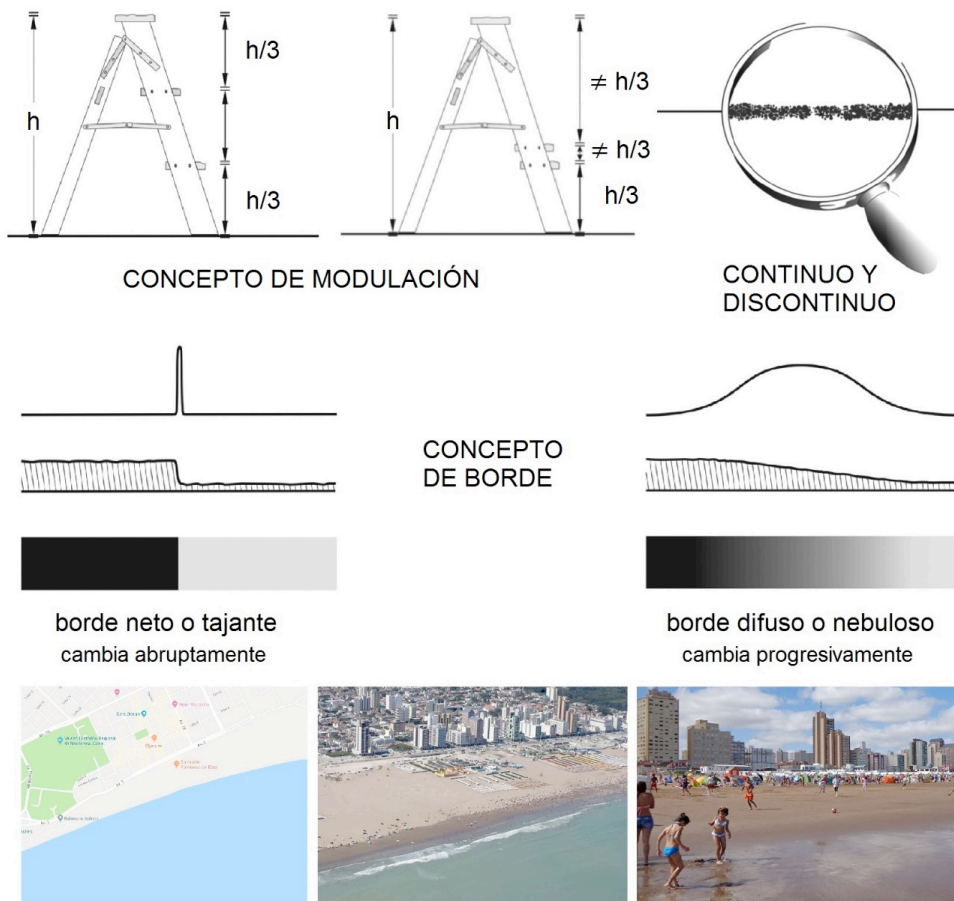 h
h/3
h/3
h
≠ h/3
≠ h/3
h/3
CONCEPTO DE MODULACIÓN
CONTINUO Y
DISCONTINUO
CONCEPTO
DE BORDE
borde neto o tajante
cambia abruptamente
borde difuso o nebuloso
cambia progresivamente